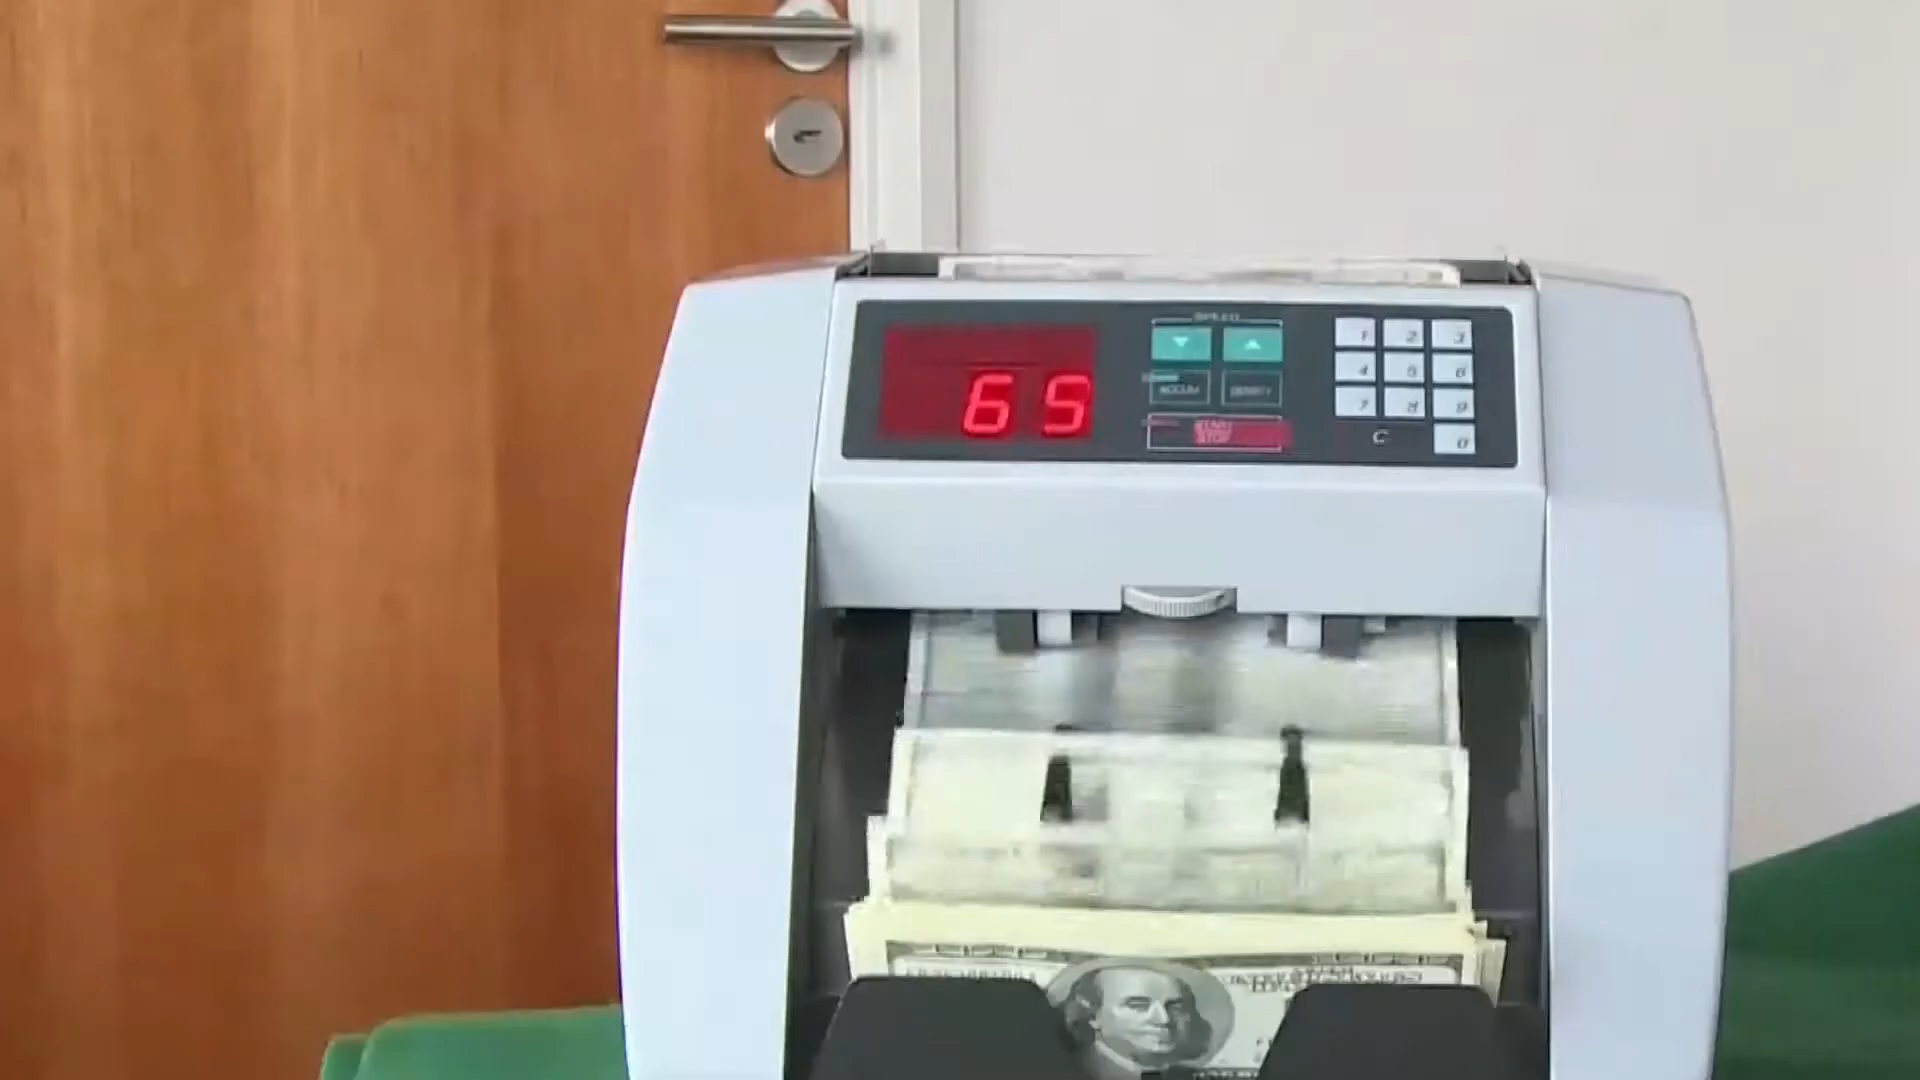 SPEED
65
ACCUM DENSITY
START
STOP
1 2 3
4 5 6
7 8 9
C 0